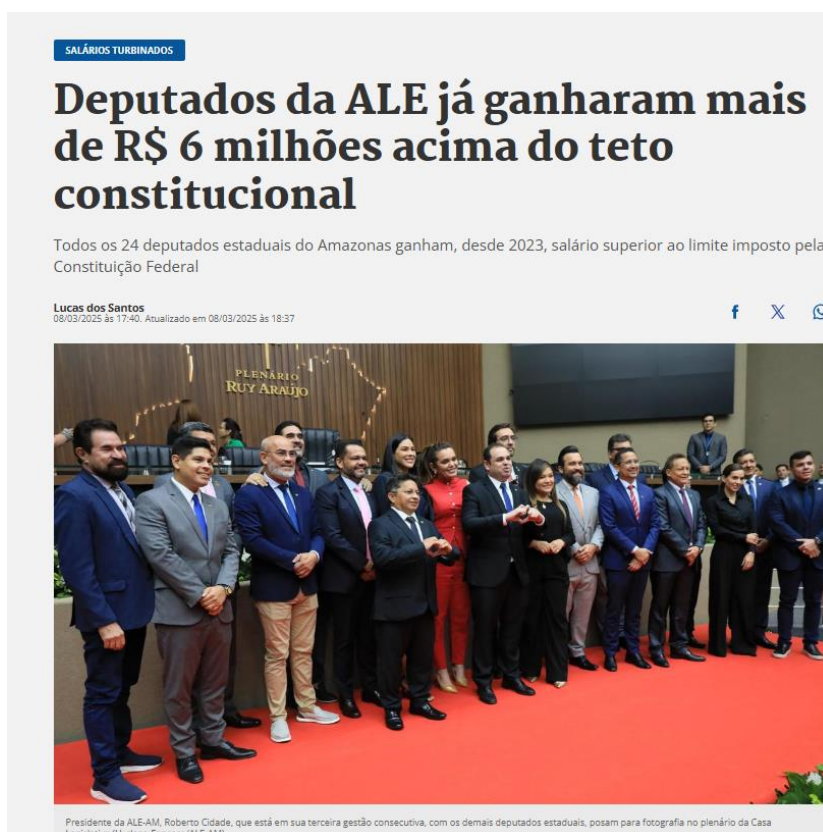 SALÁRIOS TURBINADOS
Deputados da ALE já ganharam mais
de R$ 6 milhões acima do teto
constitucional
Todos os 24 deputados estaduais do Amazonas ganham, desde 2023, salário superior ao limite imposto pela
Constituição Federal
Lucas dos Santos
08/03/2025 às 17:40. Atualizado em 08/03/2025 às 18:37
PLENÁRIO
RUY ARAÚJO
Presidente da ALE-AM, Roberto Cidade, que está em sua terceira gestão consecutiva, com os demais deputados estaduais, posam para fotografia no plenário da Casa